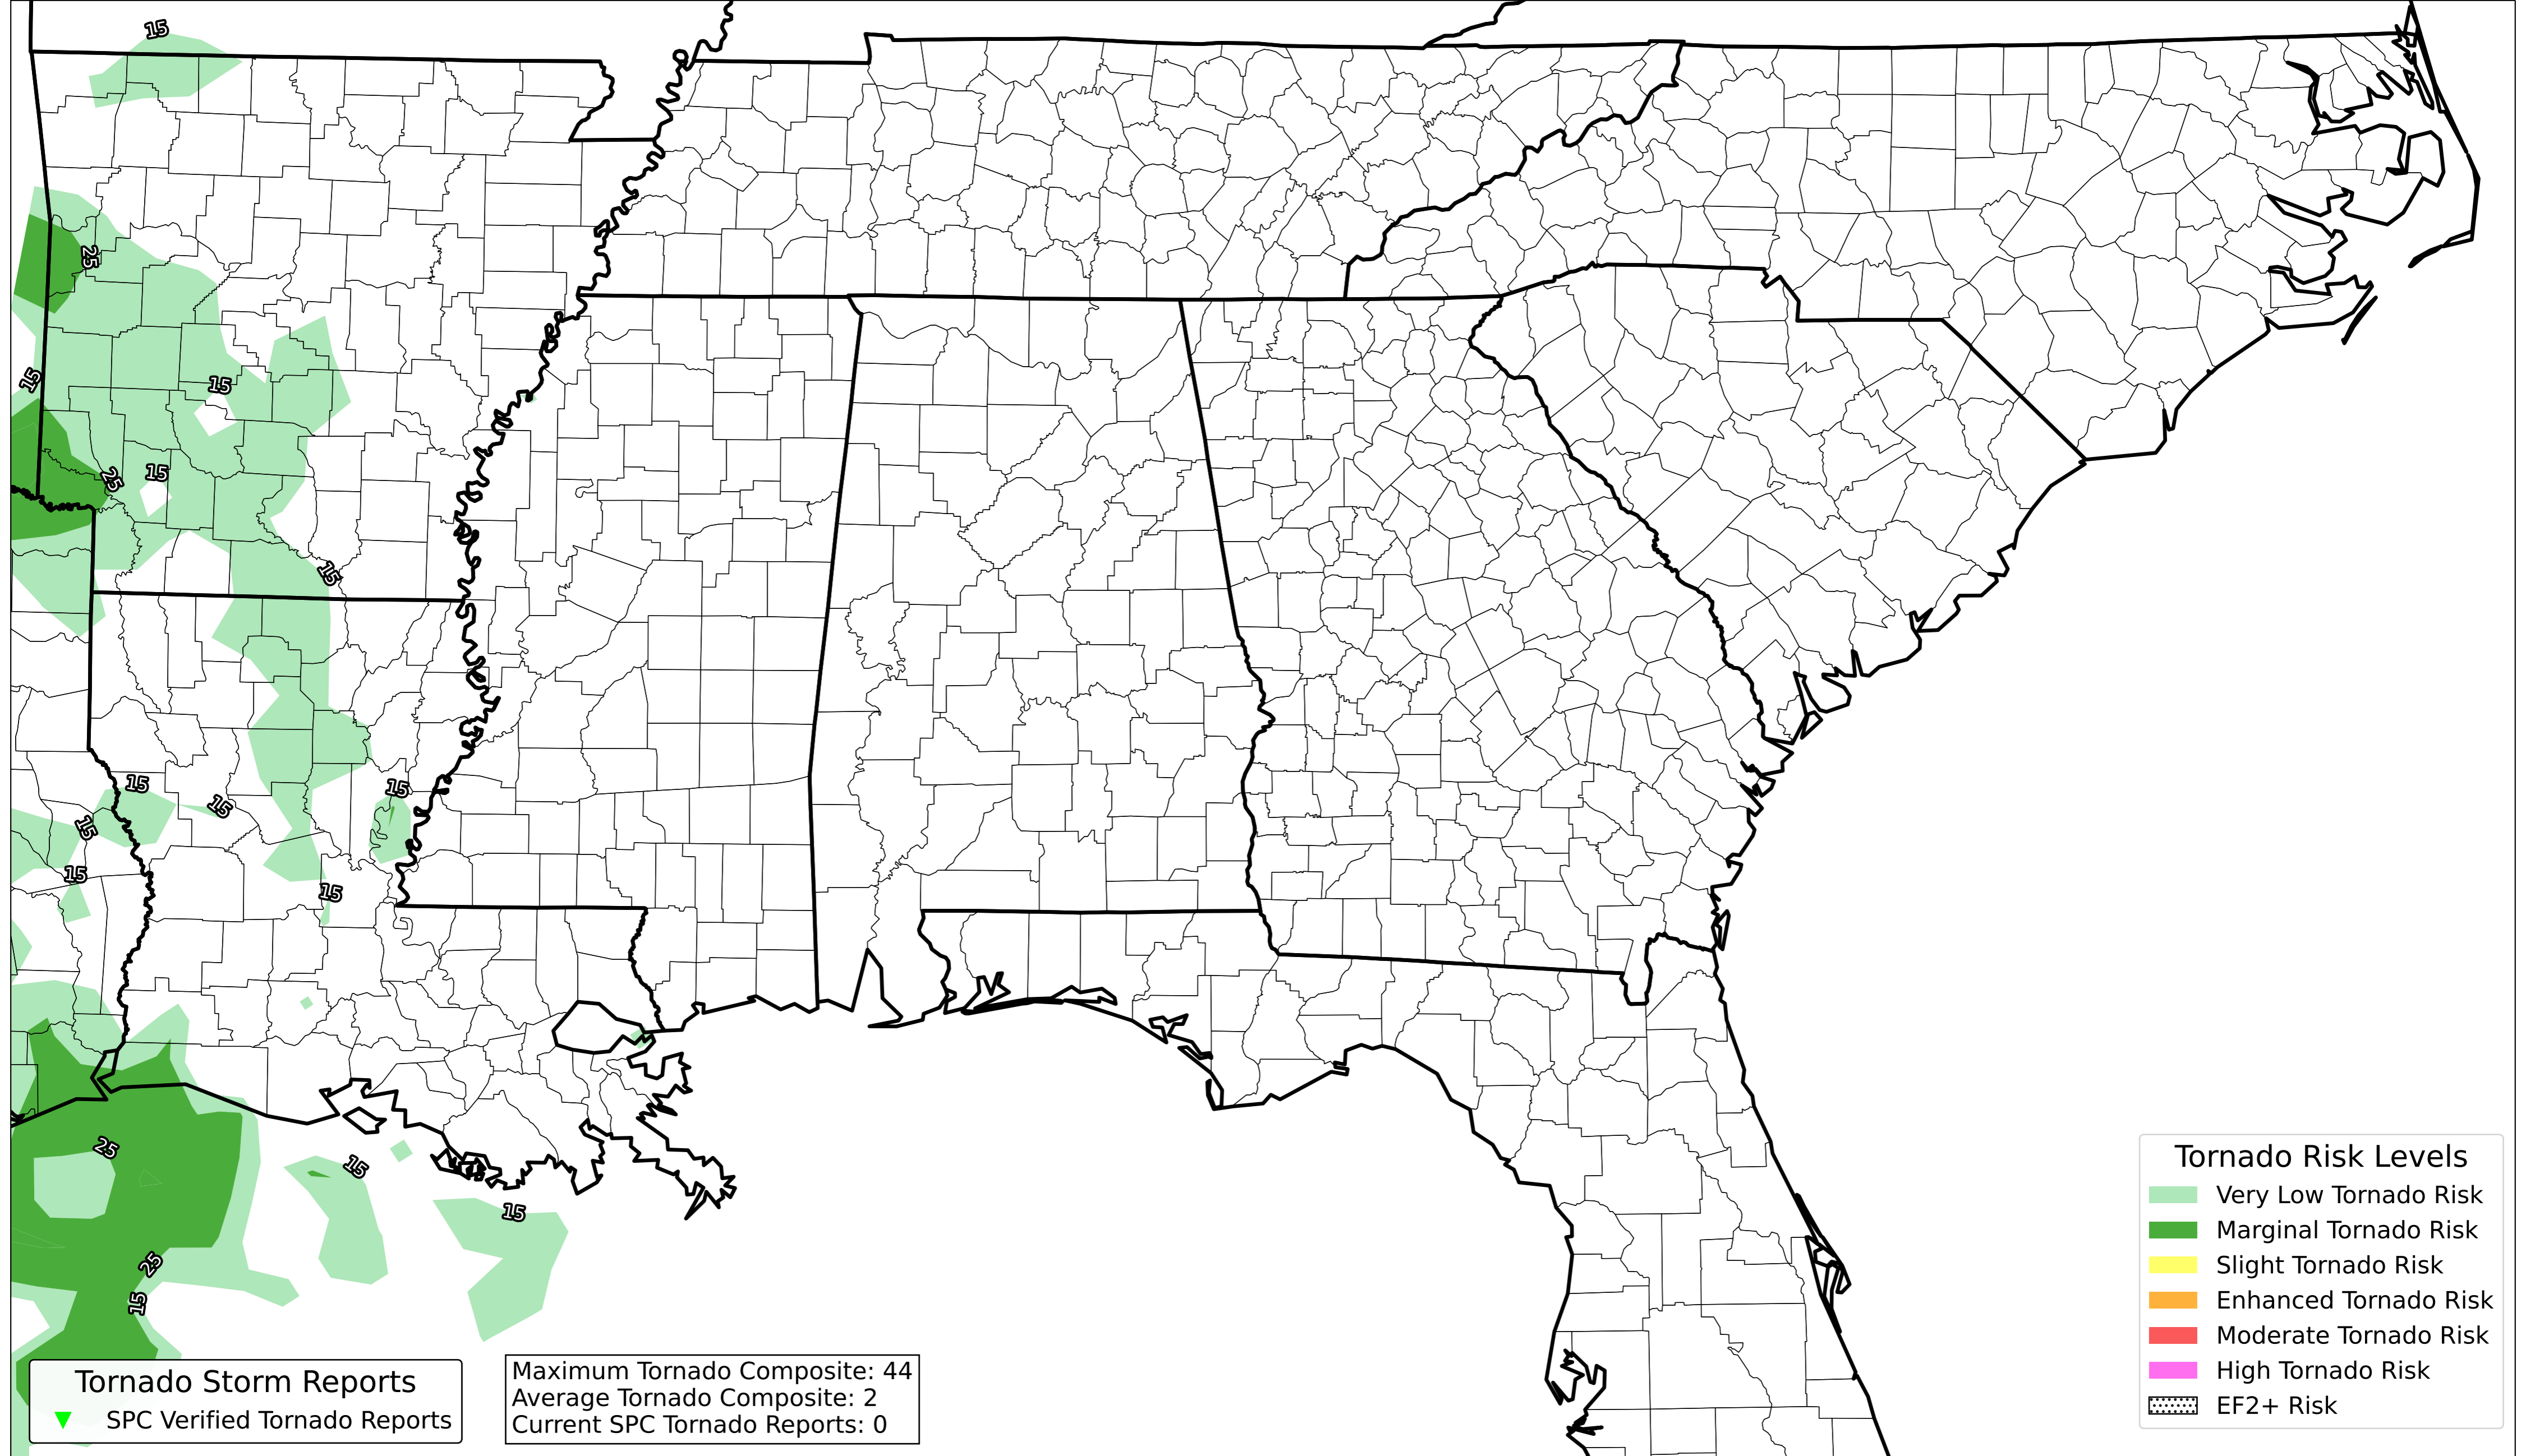 15
25
15
15
15
25
15
15
15
15
15
15
15
25
15
15
25
15
Tornado Risk Levels
Very Low Tornado Risk
Marginal Tornado Risk
Slight Tornado Risk
Enhanced Tornado Risk
Moderate Tornado Risk
High Tornado Risk
EF2+ Risk
Tornado Storm Reports
SPC Verified Tornado Reports
Maximum Tornado Composite: 44
Average Tornado Composite: 2
Current SPC Tornado Reports: 0